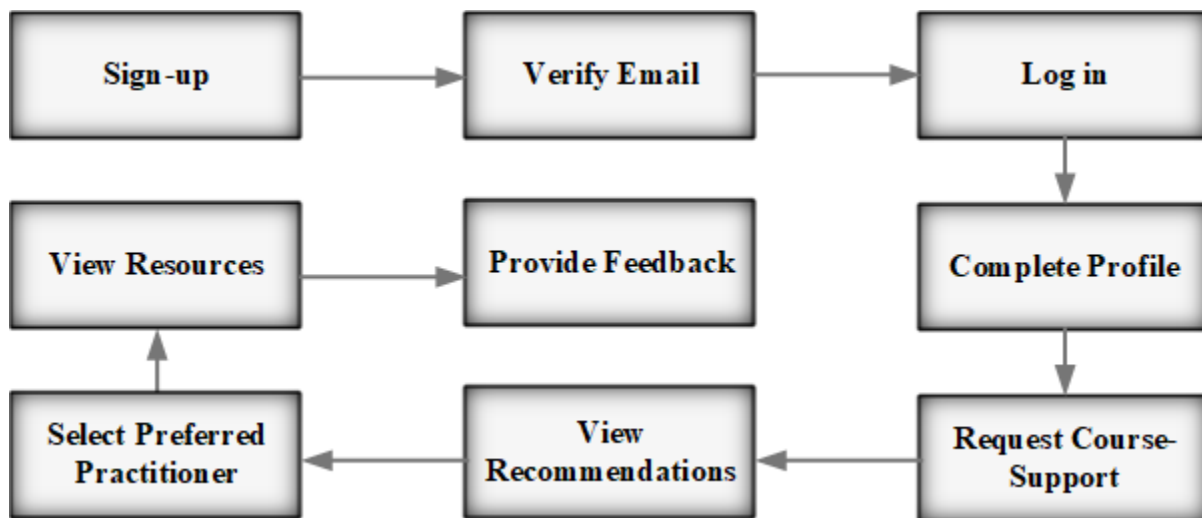 Sign-up
Verify Email
Log in
Complete Profile
Request Course-
Support
View
Recommendations
Select Preferred
Practitioner
View Resources
Provide Feedback